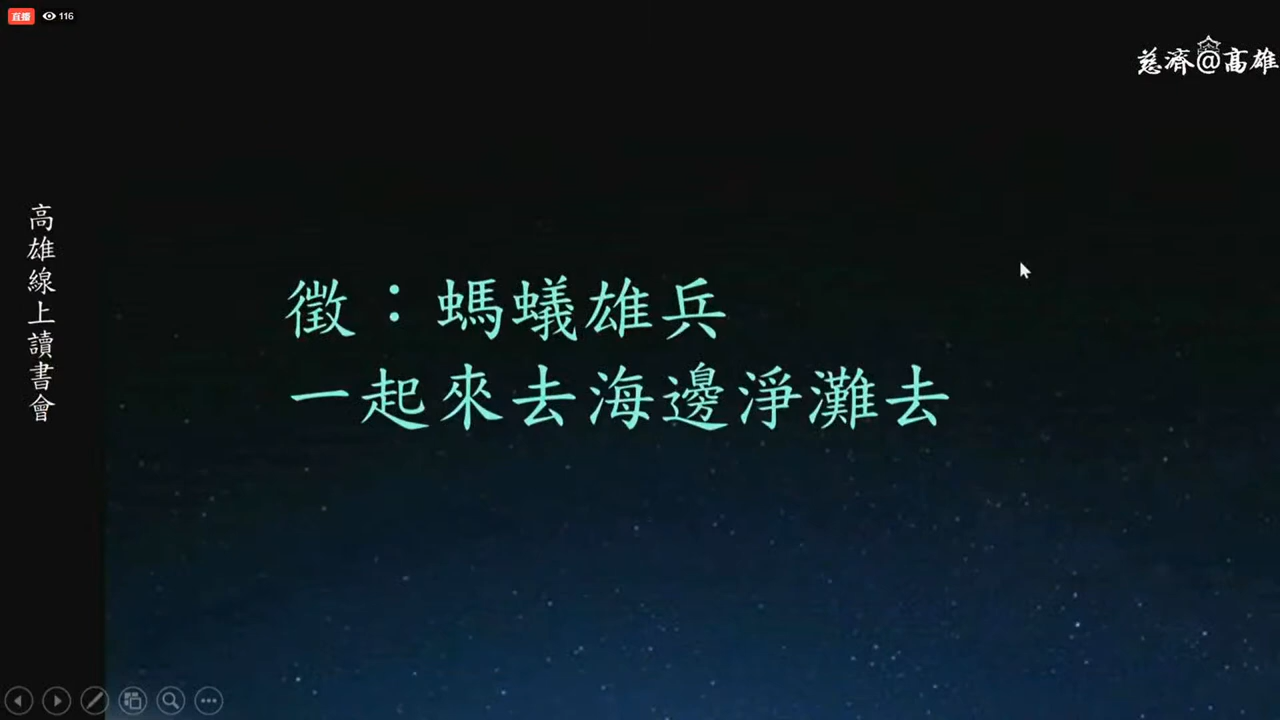 直播 116
慈濟@高雄
高雄線上讀書會
徵：螞蟻雄兵
一起來去海邊淨灘去